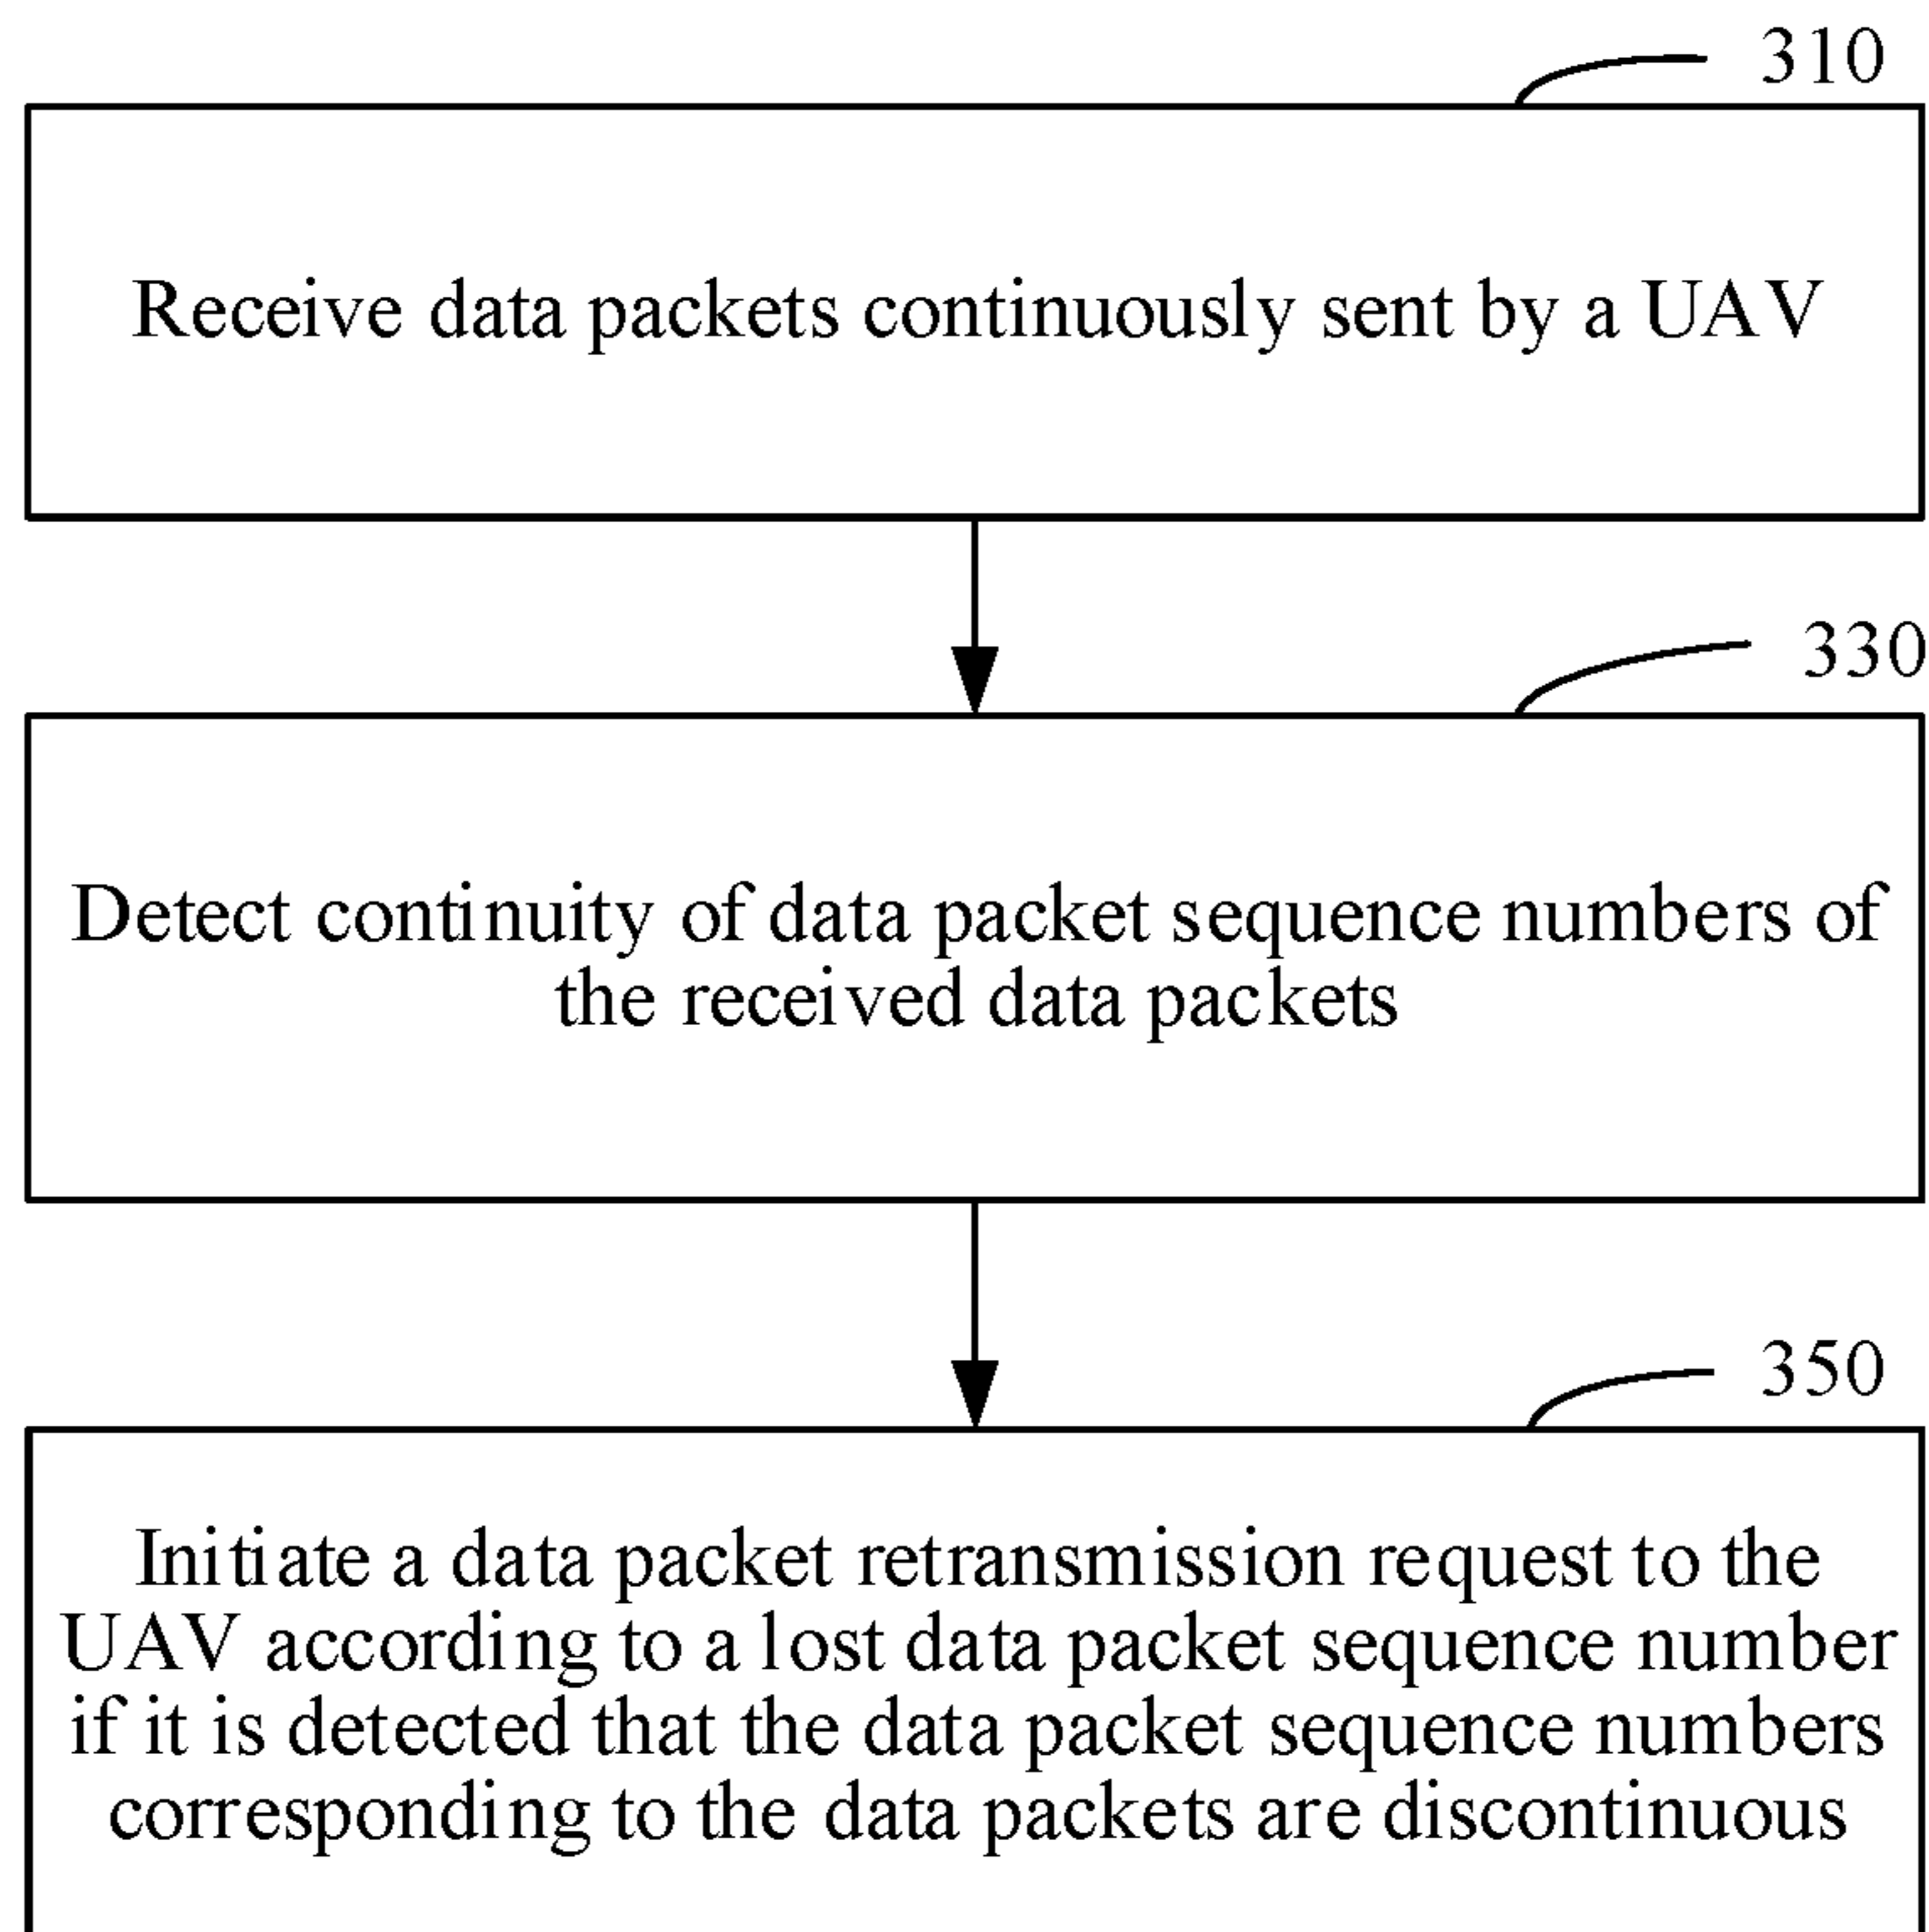 310
Receive data packets continuously sent by a UAV
330
Detect continuity of data packet sequence numbers of
the received data packets
350
Initiate a data packet retransmission request to the
UAV according to a lost data packet sequence number
if it is detected that the data packet sequence numbers
corresponding to the data packets are discontinuous